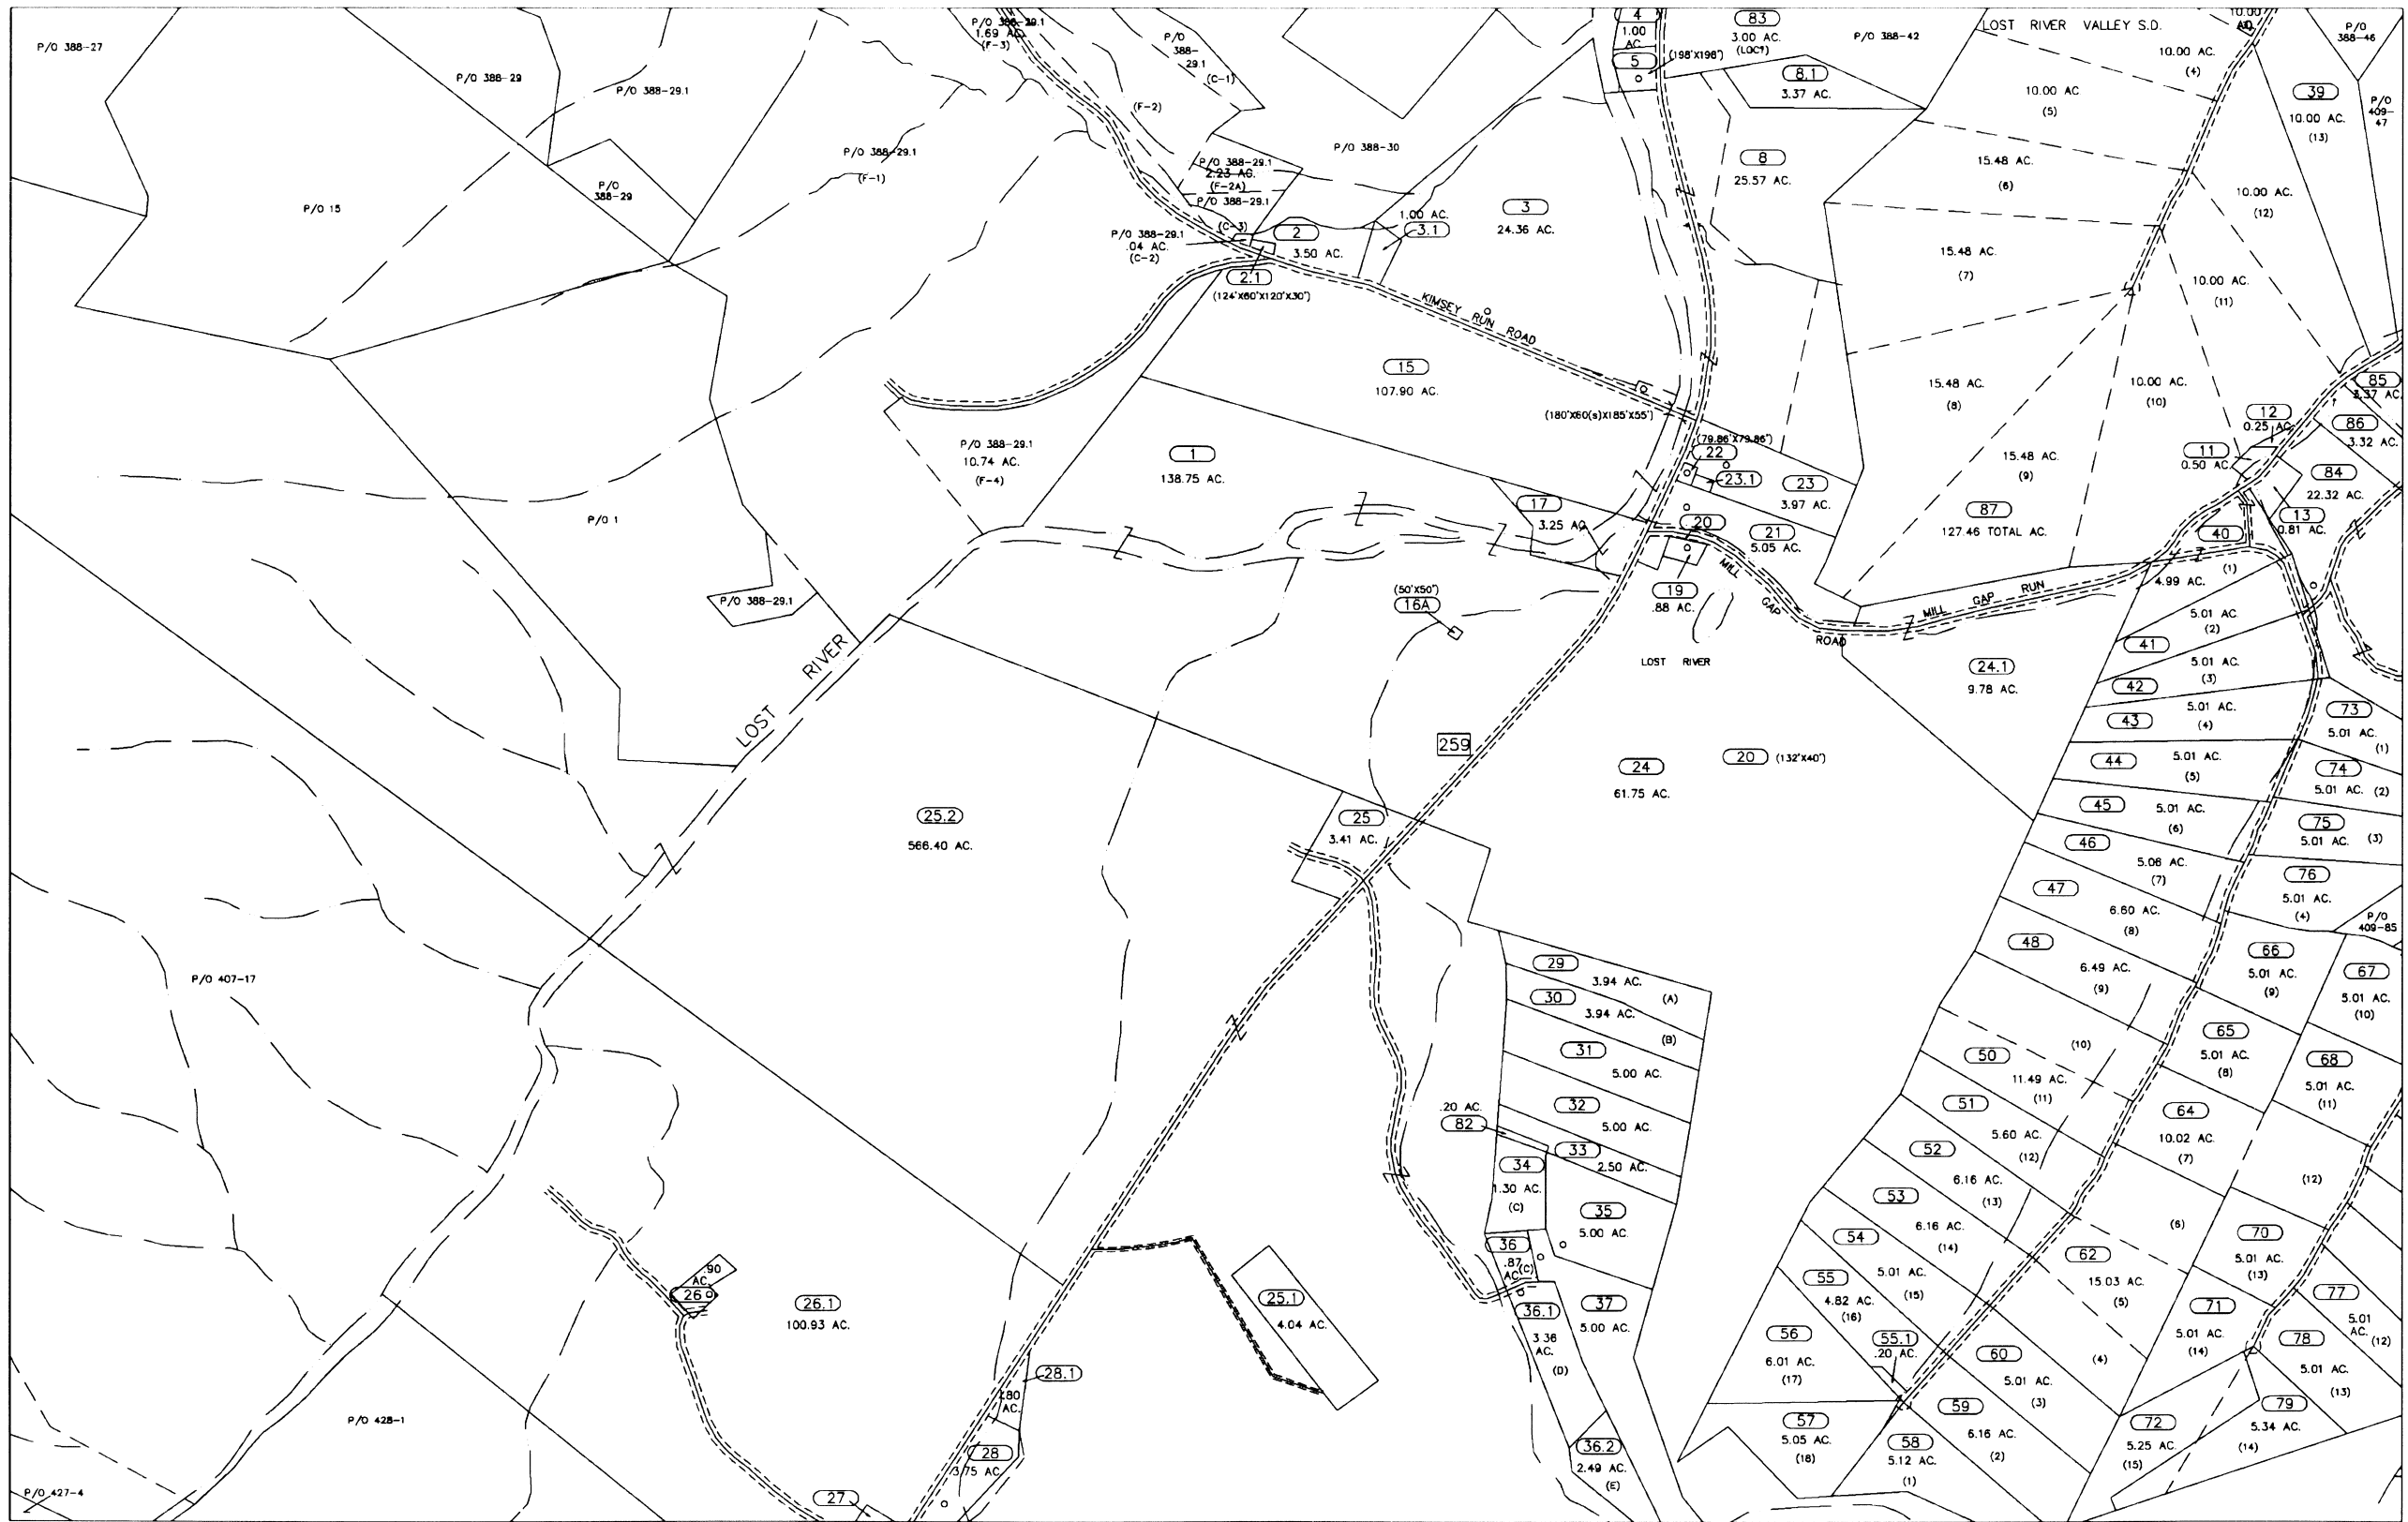 P/O 388-27
P/O 388-29
P/O 388-29.1
P/O 388-29.1
1.69 AC.
(F-3)
P/O
388-
29.1
(C-1)
(F-2)
4
1.00
AC.
5
(198'X198')
83
3.00 AC.
(LOC?)
8.1
3.37 AC.
P/O 388-42
LOST RIVER VALLEY S.D.
10.00
AC.
10.00 AC.
(4)
P/O
388-46
10.00 AC
(5)
39
10.00 AC.
(13)
P/O
409-
47
P/O 15
P/O
388-29
P/O 388-29.1
(F-1)
P/O 388-29.1
2.23 AC.
(F-2A)
P/O 388-29.1
(C-3)
P/O 388-30
P/O 388-29.1
.04 AC.
(C-2)
2
3.50 AC.
2.1
(124'X60'X120'X30')
1.00 AC.
3.1
3
24.36 AC.
8
25.57 AC.
15.48 AC.
(6)
10.00 AC.
(12)
15.48 AC.
(7)
10.00 AC.
(11)
KIMSEY RUN ROAD
15
107.90 AC.
(180'X60(s)X185'X55')
15.48 AC.
(8)
10.00 AC.
(10)
85
3.37 AC.
12
0.25 AC.
86
3.32 AC.
P/O 388-29.1
10.74 AC.
(F-4)
1
138.75 AC.
(79.86'X79.86')
22
23.1
23
3.97 AC.
15.48 AC.
(9)
11
0.50 AC.
84
22.32 AC.
P/O 1
17
3.25 AC.
20
21
5.05 AC.
87
127.46 TOTAL AC.
13
0.81 AC.
40
4.99 AC.
(1)
P/O 388-29.1
(50'X50')
16A
19
.88 AC.
MILL GAP ROAD
MILL GAP RUN
5.01 AC.
(2)
41
LOST RIVER
LOST RIVER
24.1
9.78 AC.
5.01 AC.
(3)
42
5.01 AC.
(4)
43
73
5.01 AC.
(1)
259
24
61.75 AC.
20
(132'X40')
44
5.01 AC.
(5)
74
5.01 AC.
(2)
25.2
566.40 AC.
25
3.41 AC.
45
5.01 AC.
(6)
75
5.01 AC.
(3)
46
5.06 AC.
(7)
76
5.01 AC.
(4)
P/O
409-85
47
6.60 AC.
(8)
P/O 407-17
29
3.94 AC.
(A)
48
6.49 AC.
(9)
66
5.01 AC.
(9)
67
5.01 AC.
(10)
30
3.94 AC.
(B)
31
5.00 AC.
50
(10)
11.49 AC.
(11)
65
5.01 AC.
(8)
68
5.01 AC.
(11)
.20 AC.
82
32
5.00 AC.
51
5.60 AC.
(12)
64
10.02 AC.
(7)
33
2.50 AC.
34
1.30 AC.
(C)
52
6.16 AC.
(13)
(12)
35
5.00 AC.
53
6.16 AC.
(14)
(6)
36
.87
AC.
(C)
54
5.01 AC.
(15)
62
15.03 AC.
(5)
70
5.01 AC.
(13)
.90
AC.
26
26.1
100.93 AC.
25.1
4.04 AC.
36.1
3.36
AC.
(D)
37
5.00 AC.
55
4.82 AC.
(16)
71
5.01 AC.
(14)
77
5.01
AC.
(12)
56
6.01 AC.
(17)
55.1
.20 AC.
60
5.01 AC.
(3)
(4)
78
5.01 AC.
(13)
28.1
AC.
P/O 428-1
28
3.75 AC.
57
5.05 AC.
(18)
59
6.16 AC.
(2)
72
5.25 AC.
(15)
79
5.34 AC.
(14)
36.2
2.49 AC.
(E)
58
5.12 AC.
(1)
P/O 427-4
27